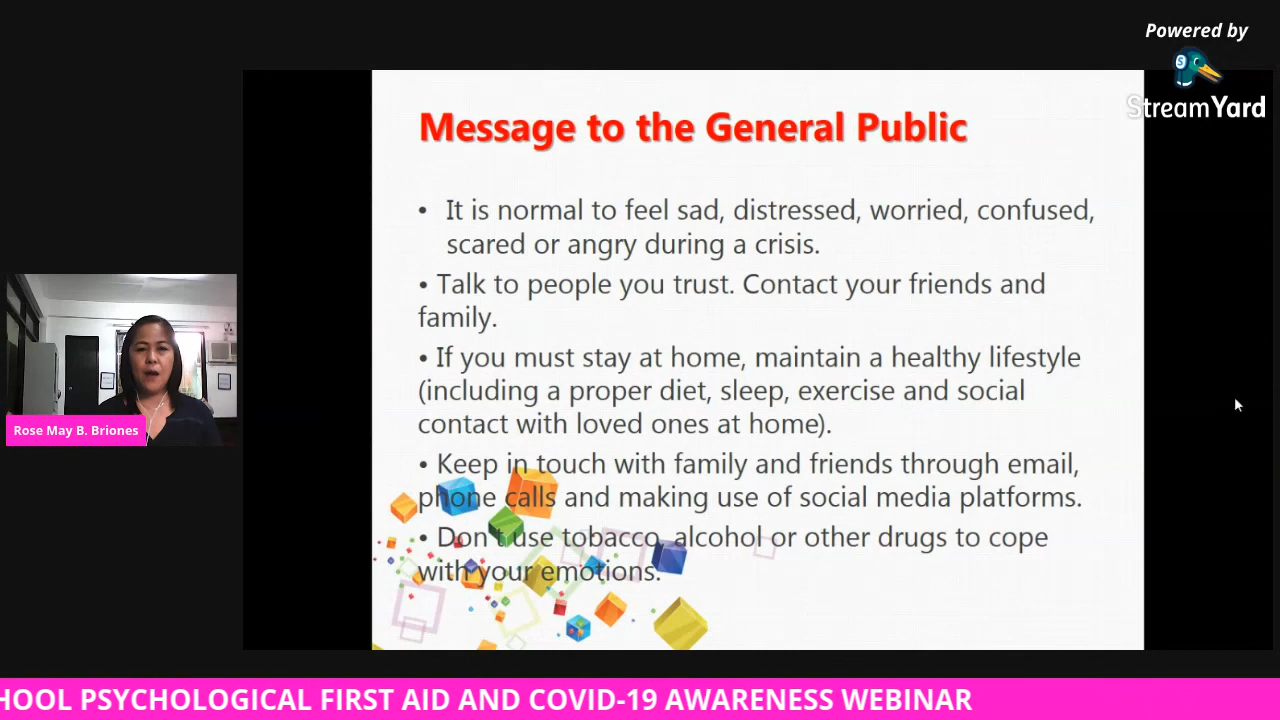 Powered by
StreamYard
Message to the General Public
• It is normal to feel sad, distressed, worried, confused,
scared or angry during a crisis.
• Talk to people you trust. Contact your friends and
family.
• If you must stay at home, maintain a healthy lifestyle
(including a proper diet, sleep, exercise and social
contact with loved ones at home).
• Keep in touch with family and friends through email,
phone calls and making use of social media platforms.
• Don't use tobacco, alcohol or other drugs to cope
with your emotions.
Rose May B. Briones
HOOL PSYCHOLOGICAL FIRST AID AND COVID-19 AWARENESS WEBINAR